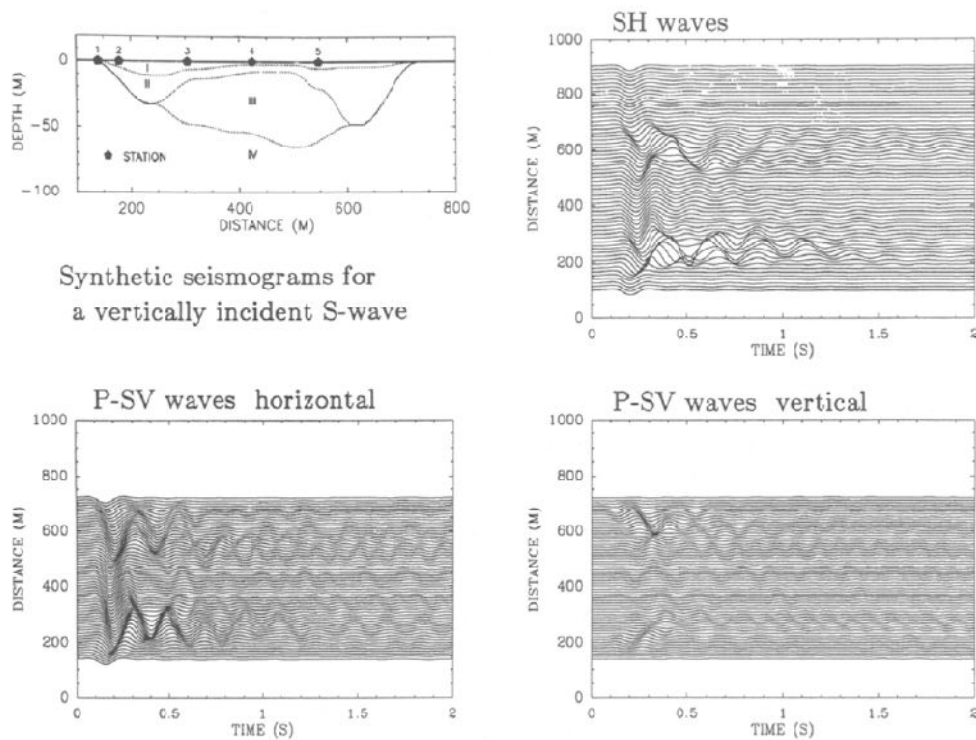 SH waves
1 2 3 4 5
0
-50
-100
DEPTH (M)
I
II
III
IV
STATION
200 400 600 800
DISTANCE (M)
Synthetic seismograms for
a vertically incident S-wave
1000
800
600
400
200
0
DISTANCE (M)
0 0.5 1 1.5 2
TIME (S)
P-SV waves horizontal
1000
800
600
400
200
0
DISTANCE (M)
0 0.5 1 1.5 2
TIME (S)
P-SV waves vertical
1000
800
600
400
200
0
DISTANCE (M)
0 0.5 1 1.5 2
TIME (S)